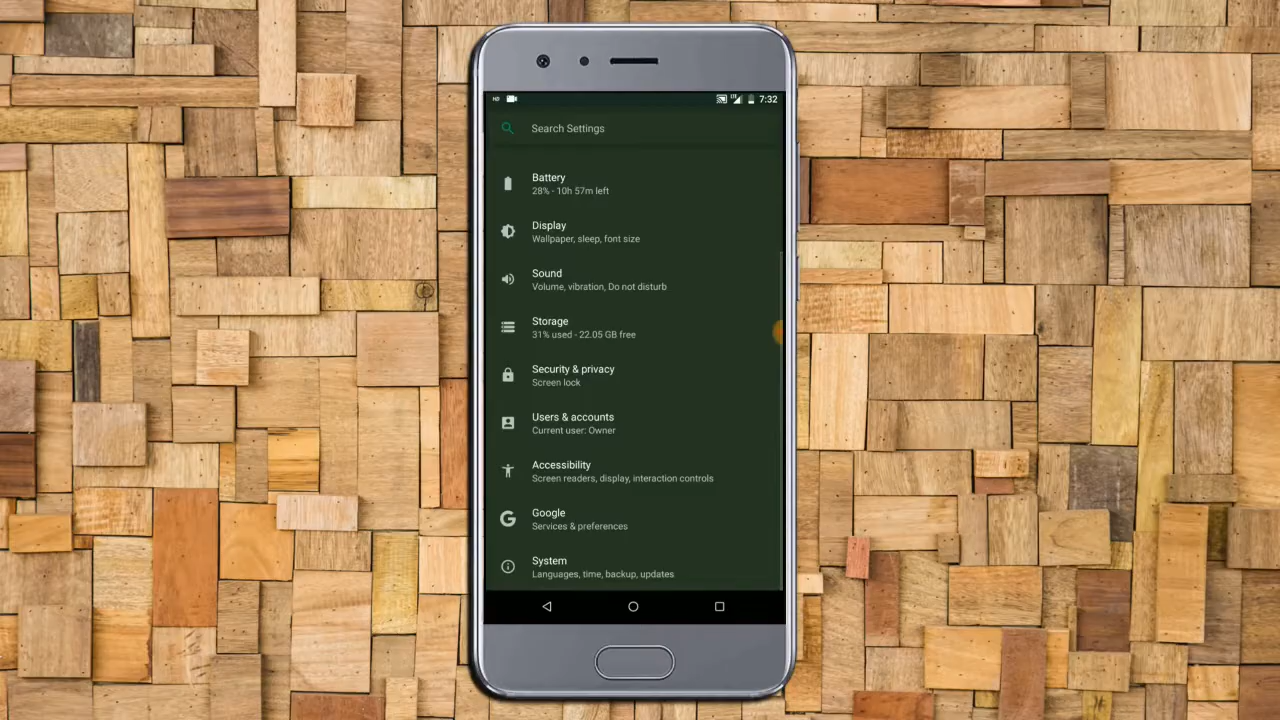 HD LTE 7:32
Search Settings
Battery
28% - 10h 57m left
Display
Wallpaper, sleep, font size
Sound
Volume, vibration, Do not disturb
Storage
31% used - 22.05 GB free
Security & privacy
Screen lock
Users & accounts
Current user: Owner
Accessibility
Screen readers, display, interaction controls
Google
Services & preferences
System
Languages, time, backup, updates